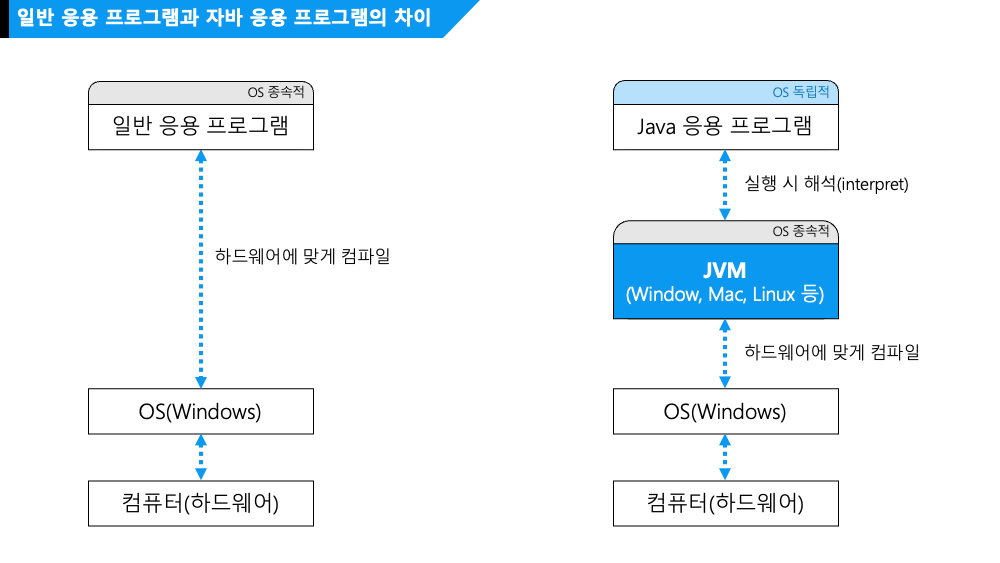 일반 응용 프로그램과 자바 응용 프로그램의 차이
OS 종속적
일반 응용 프로그램
하드웨어에 맞게 컴파일
OS(Windows)
컴퓨터(하드웨어)
OS 독립적
Java 응용 프로그램
실행 시 해석(interpret)
OS 종속적
JVM
(Window, Mac, Linux 등)
하드웨어에 맞게 컴파일
OS(Windows)
컴퓨터(하드웨어)